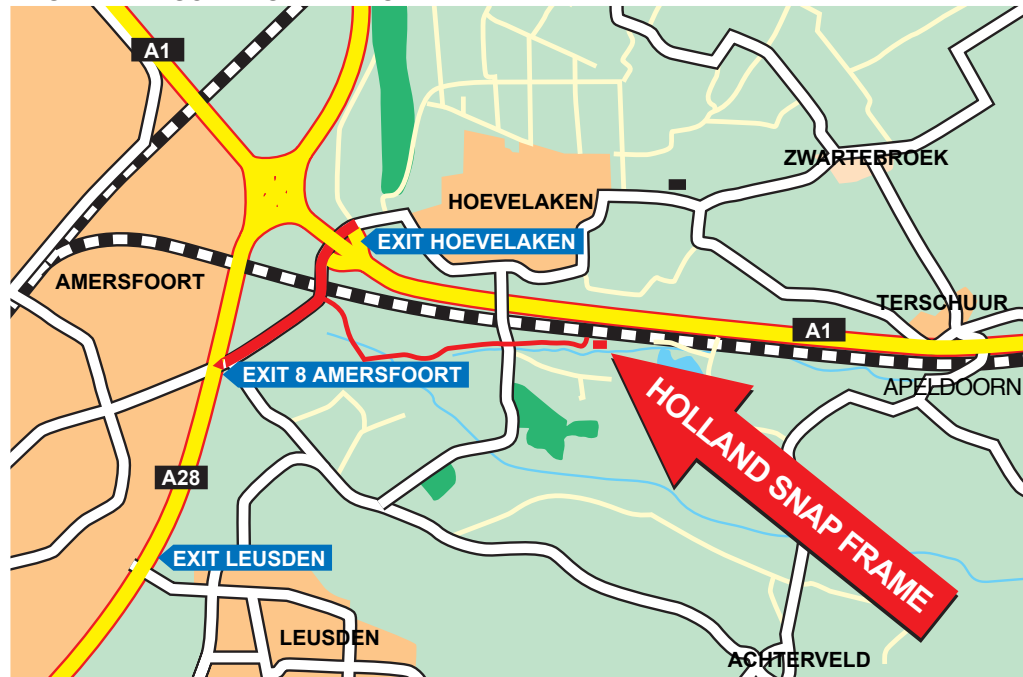 A1
ZWARTEBROEK
HOEVELAKEN
EXIT HOEVELAKEN
AMERSFOORT
TERSCHUUR
A1
EXIT 8 AMERSFOORT
APELDOORN
HOLLAND SNAP FRAME
A28
EXIT LEUSDEN
LEUSDEN
ACHTERVELD